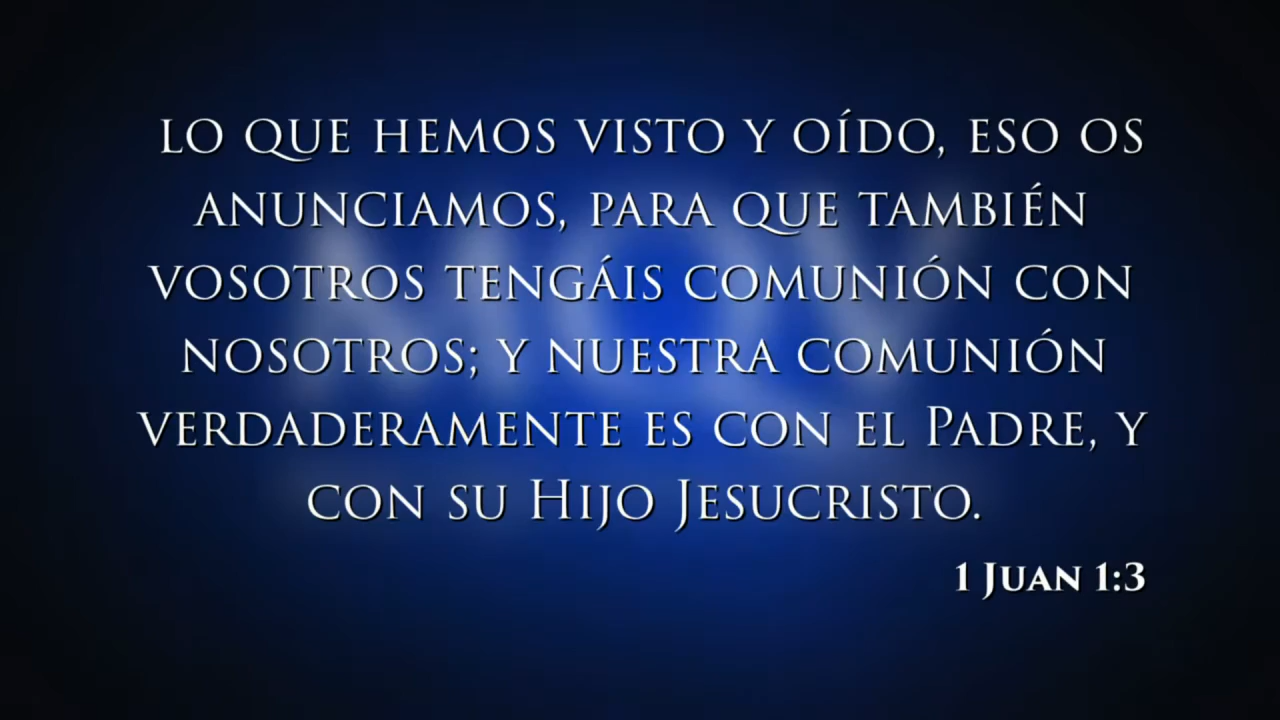 lo que hemos visto y oído, eso os
anunciamos, para que también
vosotros tengáis comunión con
nosotros; y nuestra comunión
verdaderamente es con el Padre, y
con su Hijo Jesucristo.
1 Juan 1:3